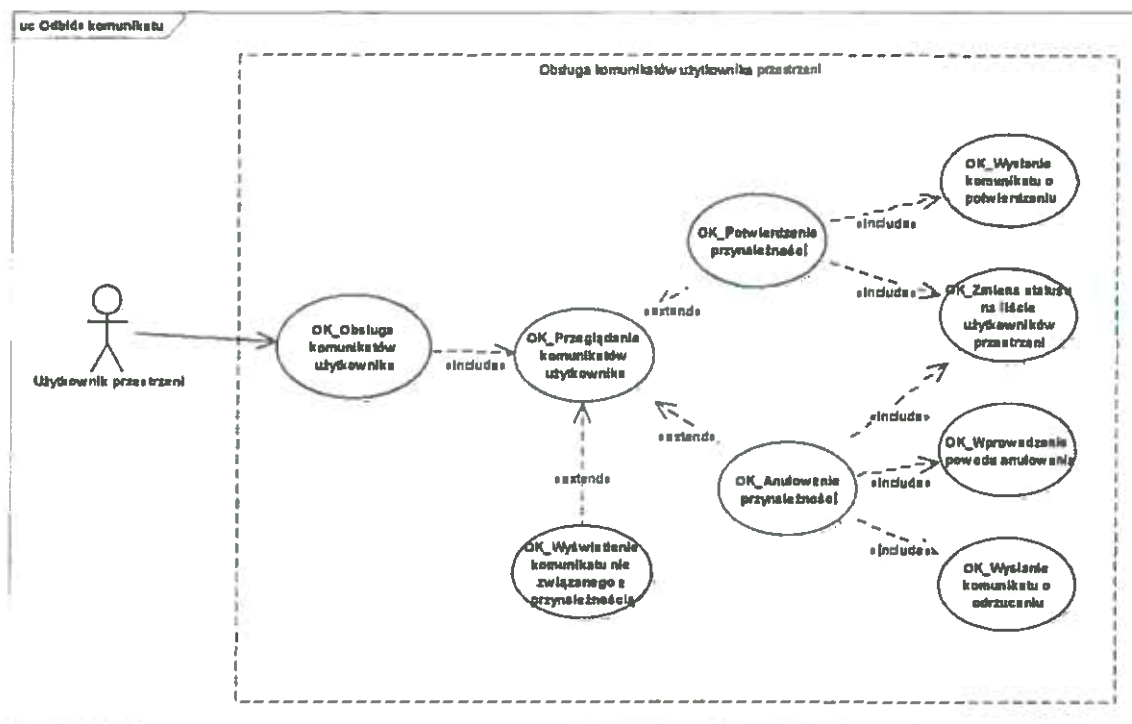 uc Odbiór komunikatu
Obsługa komunikatów użytkownika przestrzeni
OK_Wysłanie
komunikatu o
potwierdzeniu
OK_Potwierdzenie
przynależności
«include»
«include»
OK_Zmiana statusu
na liście
użytkowników
przestrzeni
«extend»
OK_Obsługa
komunikatów
użytkownika
«include»
OK_Przeglądanie
komunikatów
użytkownika
Użytkownik przestrzeni
«extend»
«include»
OK_Wprowadzenie
powodu anulowania
OK_Anulowanie
przynależności
«include»
«extend»
«include»
OK_Wyświetlenie
komunikatu nie
związanego z
przynależnością
OK_Wysłanie
komunikatu o
odrzuceniu